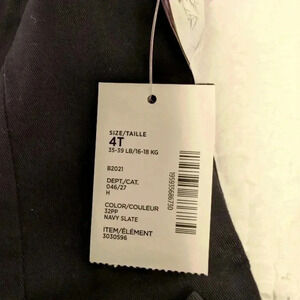 SIZE/TAILLE
4T
35-39 LB/16-18 KG
B2021
DEPT/CAT.
046/27
H
COLOR/COULEUR
32PP
NAVY SLATE
ITEM/ÉLÉMENT
3030596